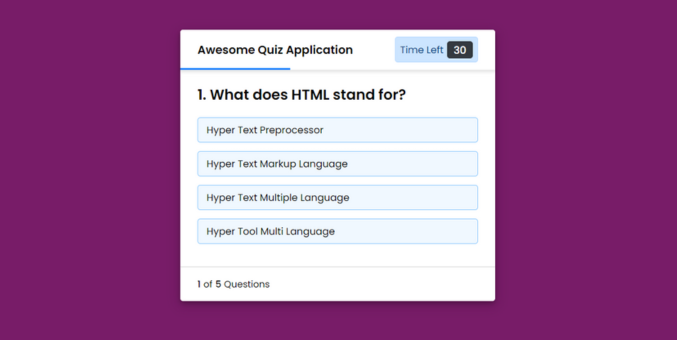 Awesome Quiz Application
Time Left 30
1. What does HTML stand for?
Hyper Text Preprocessor
Hyper Text Markup Language
Hyper Text Multiple Language
Hyper Tool Multi Language
1 of 5 Questions